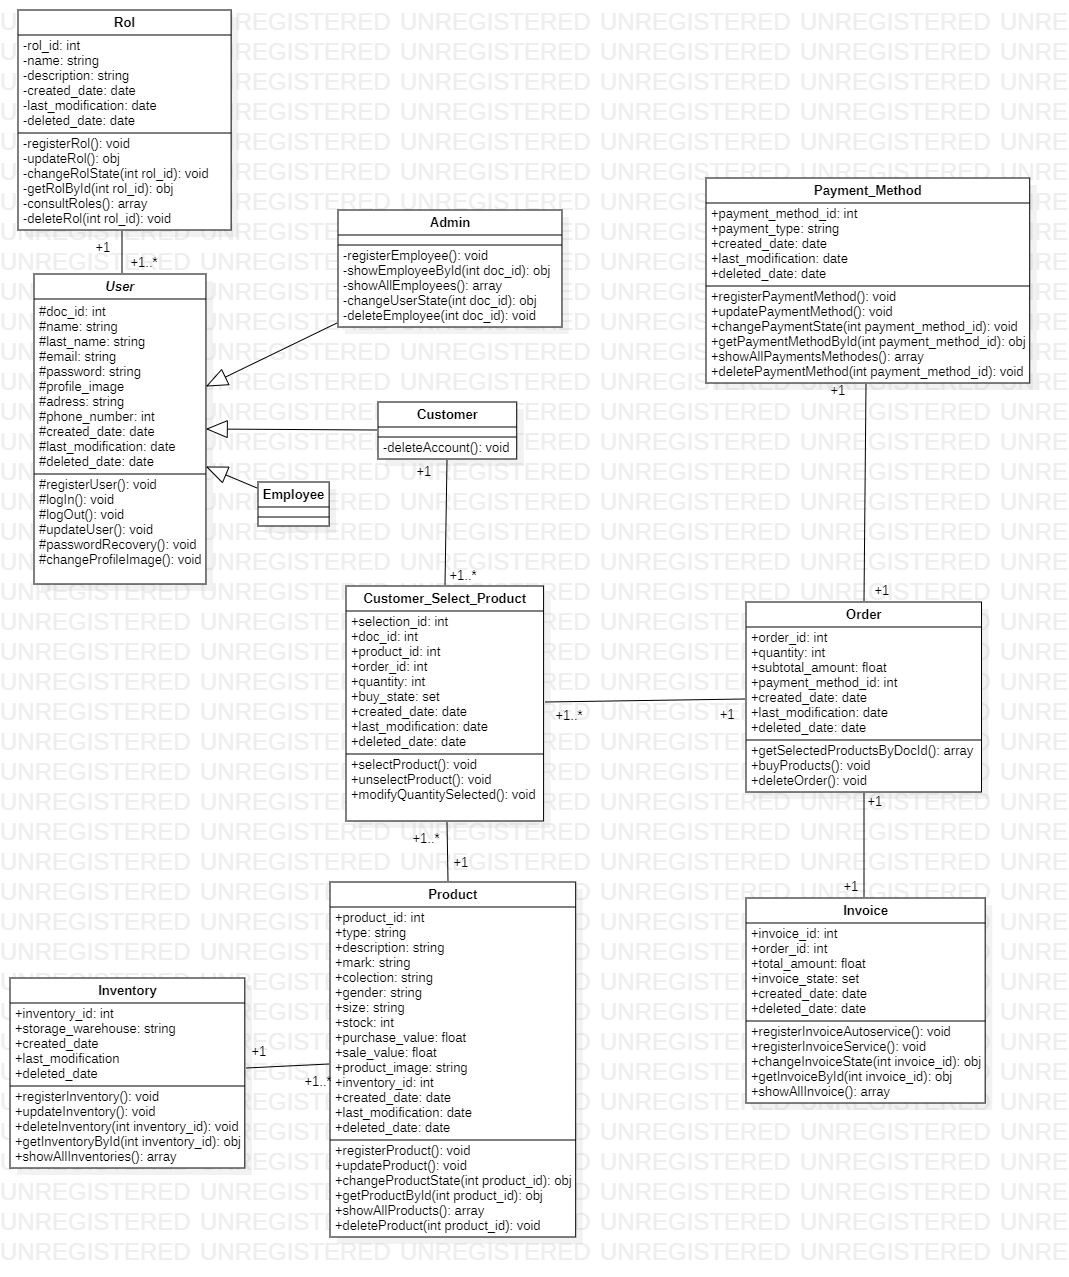 Rol
-rol_id: int
-name: string
-description: string
-created_date: date
-last_modification: date
-deleted_date: date
-registerRol(): void
-updateRol(): obj
-changeRolState(int rol_id): void
-getRolById(int rol_id): obj
-consultRoles(): array
-deleteRol(int rol_id): void
+1
+1..*
User
#doc_id: int
#name: string
#last_name: string
#email: string
#password: string
#profile_image
#adress: string
#phone_number: int
#created_date: date
#last_modification: date
#deleted_date: date
#registerUser(): void
#logIn(): void
#logOut(): void
#updateUser(): void
#passwordRecovery(): void
#changeProfileImage(): void
Admin
-registerEmployee(): void
-showEmployeeById(int doc_id): obj
-showAllEmployees(): array
-changeUserState(int doc_id): obj
-deleteEmployee(int doc_id): void
Customer
-deleteAccount(): void
+1
+1..*
Employee
Payment_Method
+payment_method_id: int
+payment_type: string
+created_date: date
+last_modification: date
+deleted_date: date
+registerPaymentMethod(): void
+updatePaymentMethod(): void
+changePaymentState(int payment_method_id): void
+getPaymentMethodById(int payment_method_id): obj
+showAllPaymentsMethodes(): array
+deletePaymentMethod(int payment_method_id): void
+1
+1
Customer_Select_Product
+selection_id: int
+doc_id: int
+product_id: int
+order_id: int
+quantity: int
+buy_state: set
+created_date: date
+last_modification: date
+deleted_date: date
+selectProduct(): void
+unselectProduct(): void
+modifyQuantitySelected(): void
+1..*
+1
Order
+order_id: int
+quantity: int
+subtotal_amount: float
+payment_method_id: int
+created_date: date
+last_modification: date
+deleted_date: date
+getSelectedProductsByDocId(): array
+buyProducts(): void
+deleteOrder(): void
+1
+1
+1..*
+1
Product
+product_id: int
+type: string
+description: string
+mark: string
+colection: string
+gender: string
+size: string
+stock: int
+purchase_value: float
+sale_value: float
+product_image: string
+inventory_id: int
+created_date: date
+last_modification: date
+deleted_date: date
+registerProduct(): void
+updateProduct(): void
+changeProductState(int product_id): obj
+getProductById(int product_id): obj
+showAllProducts(): array
+deleteProduct(int product_id): void
Invoice
+invoice_id: int
+order_id: int
+total_amount: float
+invoice_state: set
+created_date: date
+deleted_date: date
+registerInvoiceAutoservice(): void
+registerInvoiceService(): void
+changeInvoiceState(int invoice_id): obj
+getInvoiceById(int invoice_id): obj
+showAllInvoice(): array
Inventory
+inventory_id: int
+storage_warehouse: string
+created_date
+last_modification
+deleted_date
+registerInventory(): void
+updateInventory(): void
+deleteInventory(int inventory_id): void
+getInventoryById(int inventory_id): obj
+showAllInventories(): array
+1
+1..*
UNREGISTERED